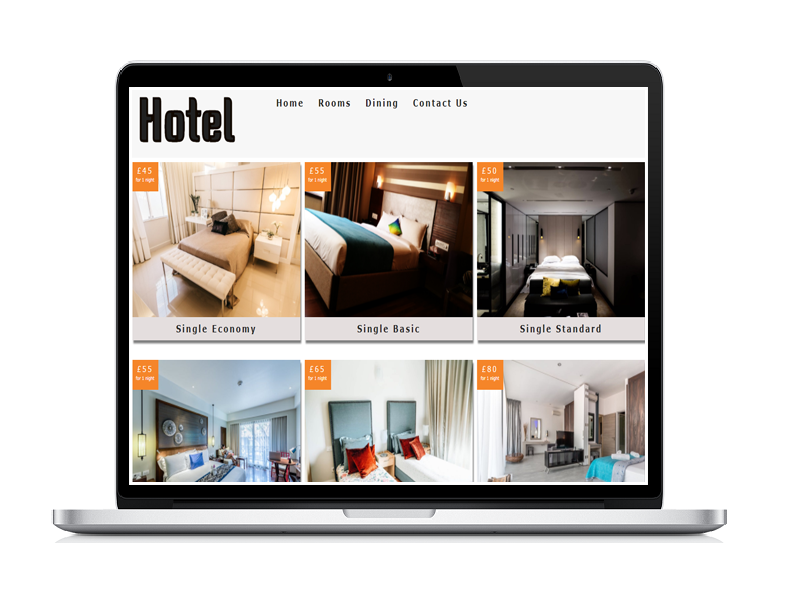 Hotel
Home Rooms Dining Contact Us
£45
for 1 night
£55
for 1 night
£50
for 1 night
Single Economy
Single Basic
Single Standard
£55
for 1 night
£65
for 1 night
£80
for 1 night